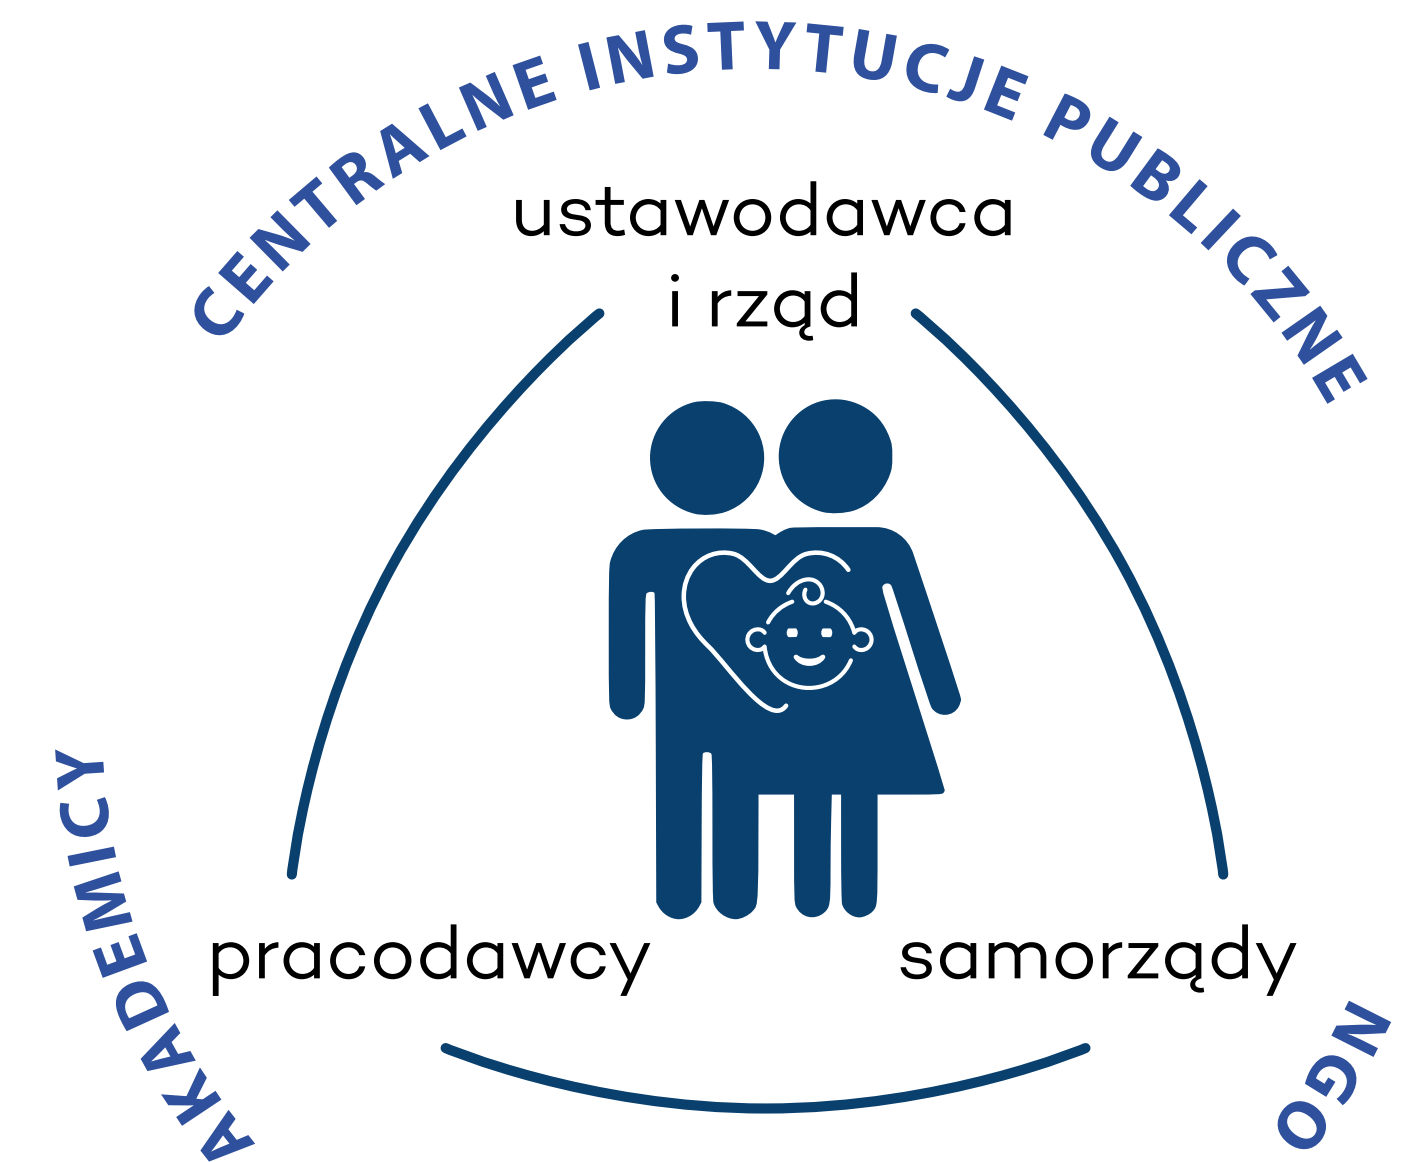 CENTRALNE INSTYTUCJE PUBLICZNE
ustawodawca
i rząd
AKADEMICY
pracodawcy
samorządy
NGO